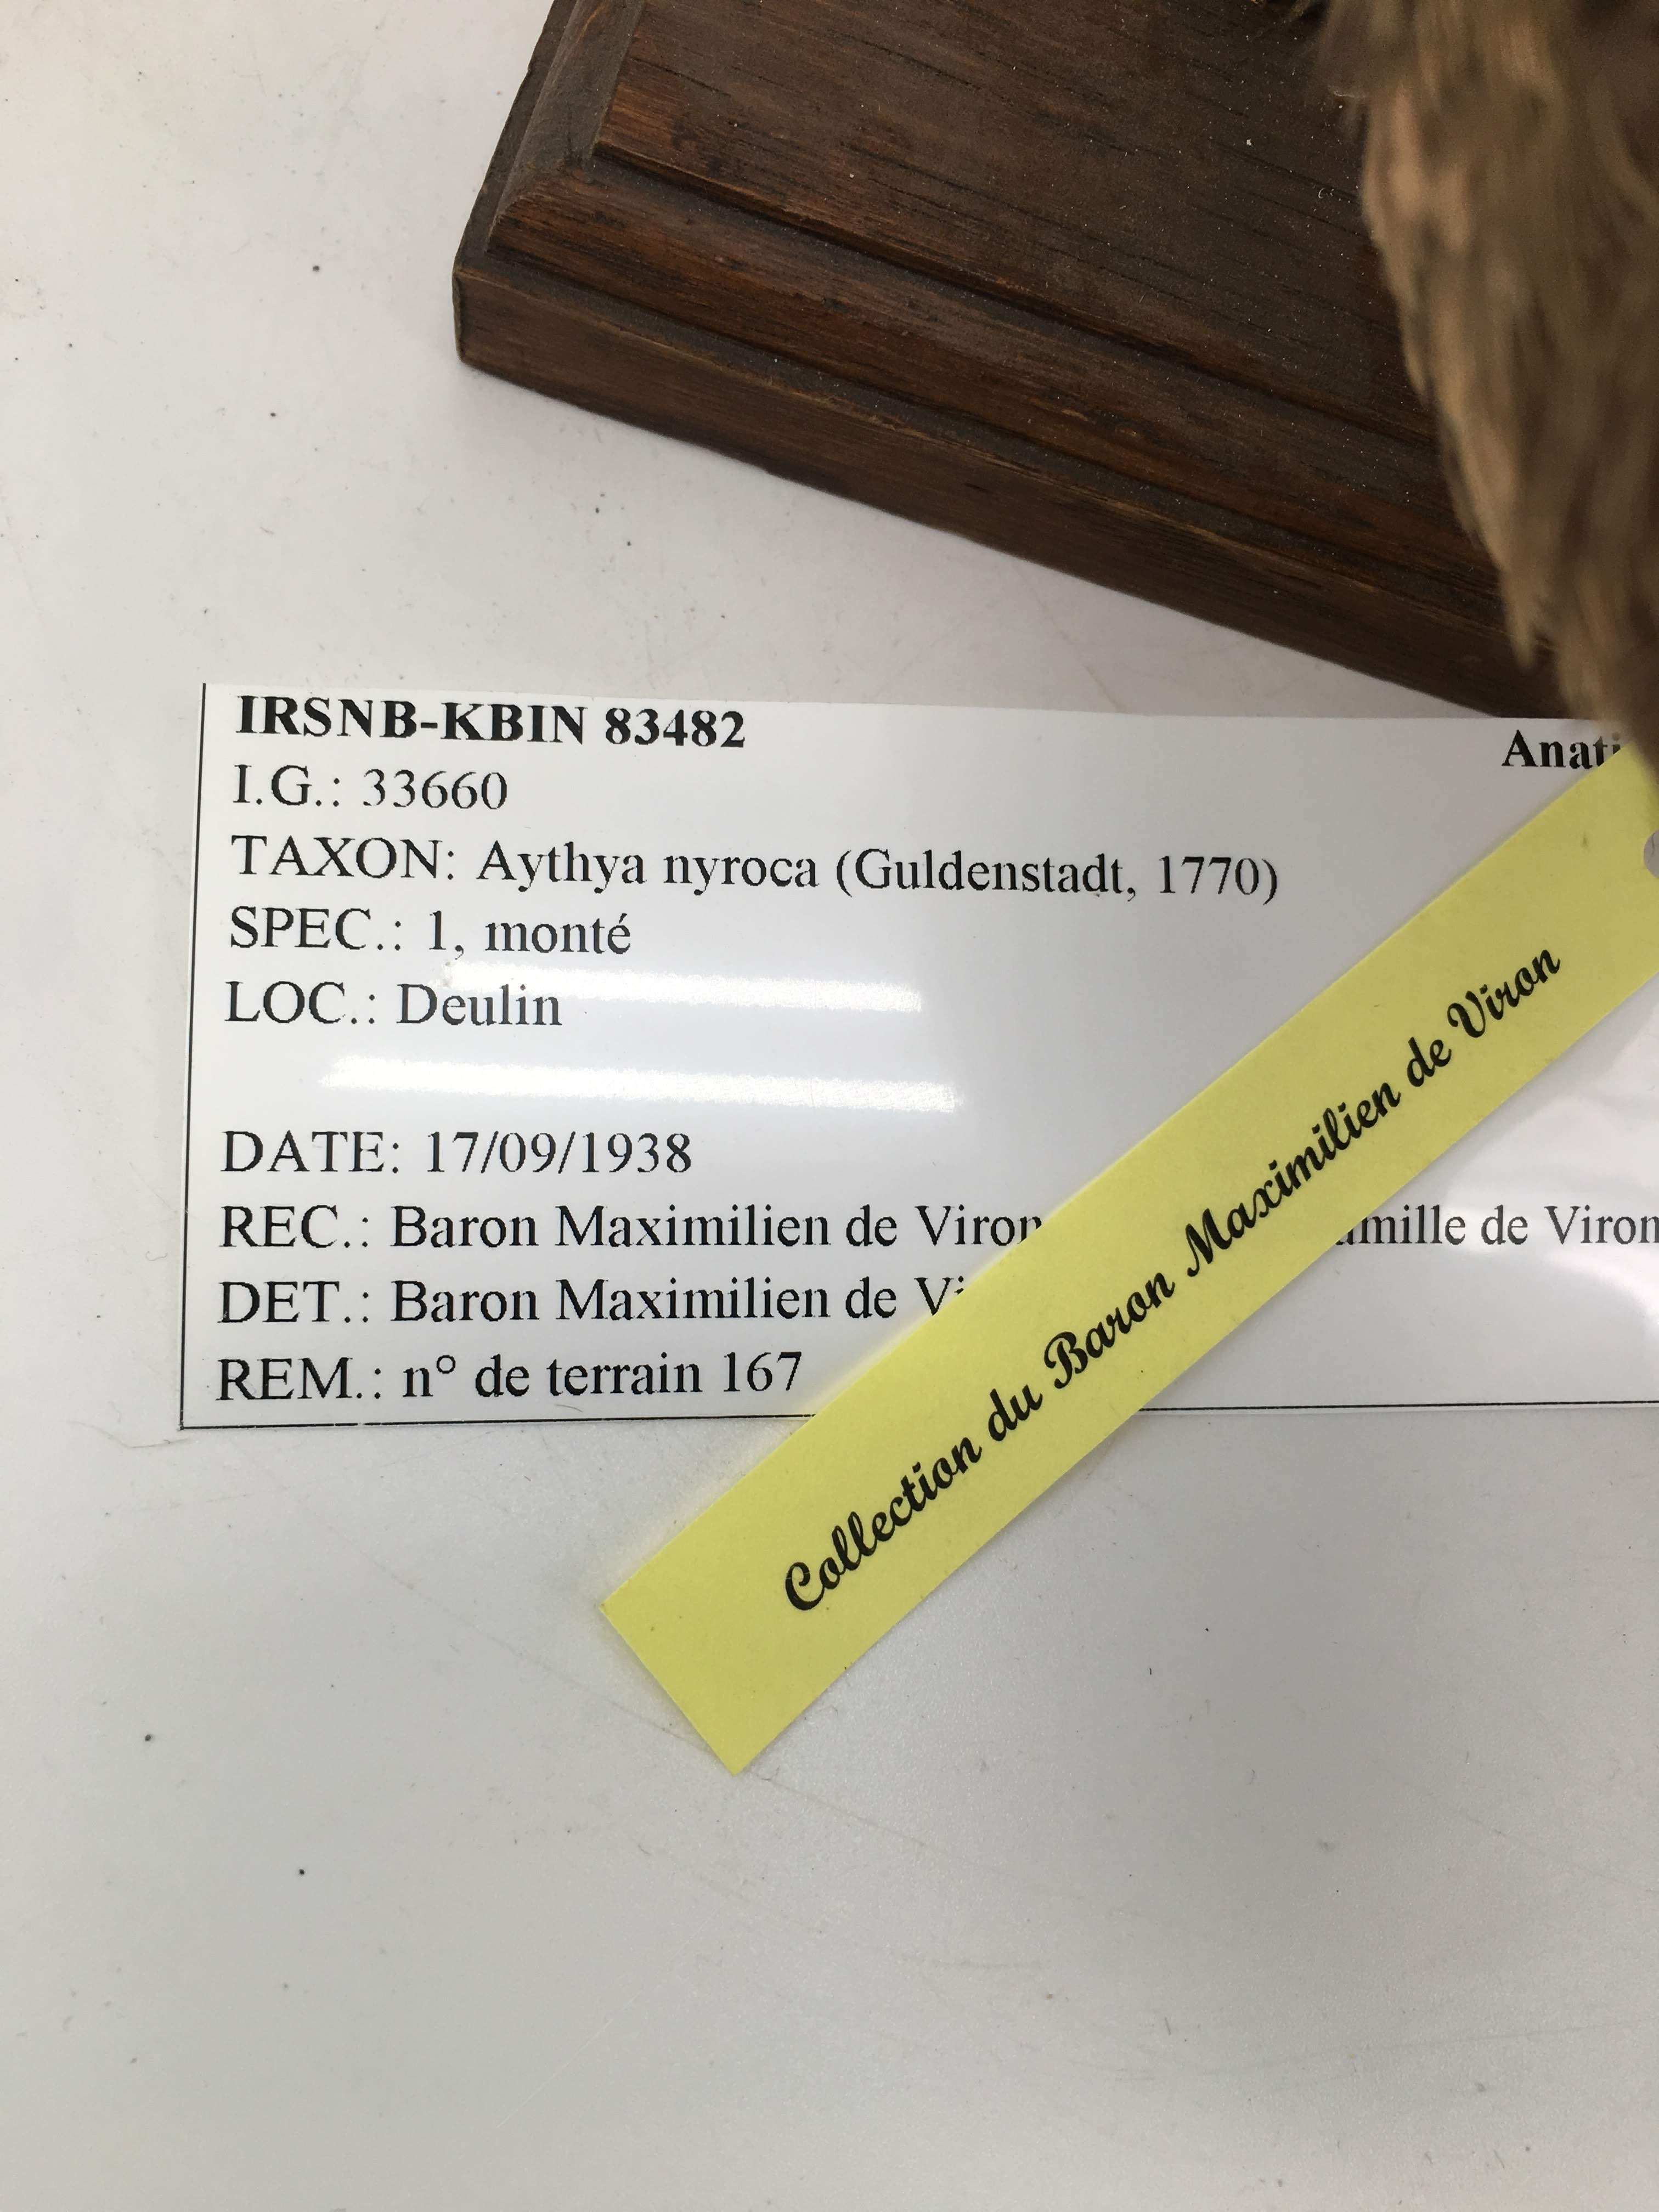 IRSNB-KBIN 83482
I.G.: 33660
TAXON: Aythya nyroca (Guldenstadt, 1770)
SPEC.: 1, monté
LOC.: Deulin
DATE: 17/09/1938
REC.: Baron Maximilien de Viron de Viron
DET.: Baron Maximilien de
REM.: n° de terrain 167
Collection du Baron Maximilien de Viron